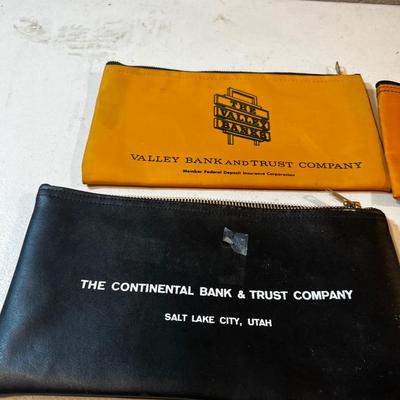 THE
VALLEY
BANKS
VALLEY BANK AND TRUST COMPANY
Member Federal Deposit Insurance Corporation
THE CONTINENTAL BANK & TRUST COMPANY
SALT LAKE CITY, UTAH